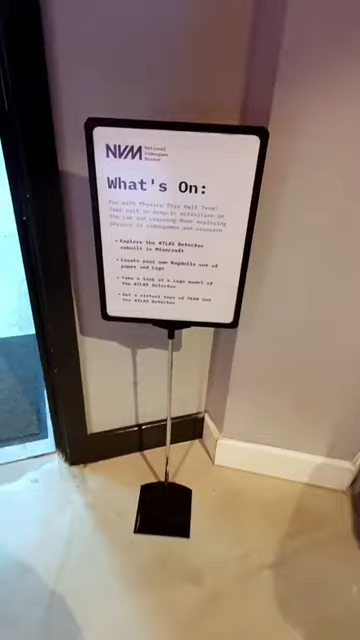 NVM National
Videogame
Museum
What's On:
Fun with Physics This Half Term!
Take part in drop-in activities in
the Lab and Learning Room exploring
physics in videogames and research
• Explore the ATLAS Detector
rebuilt in Minecraft
• Create your own Ragdolls out of
paper and Lego
• Take a look at a Lego model of
the ATLAS Detector
• Get a virtual tour of CERN and
the ATLAS Detector